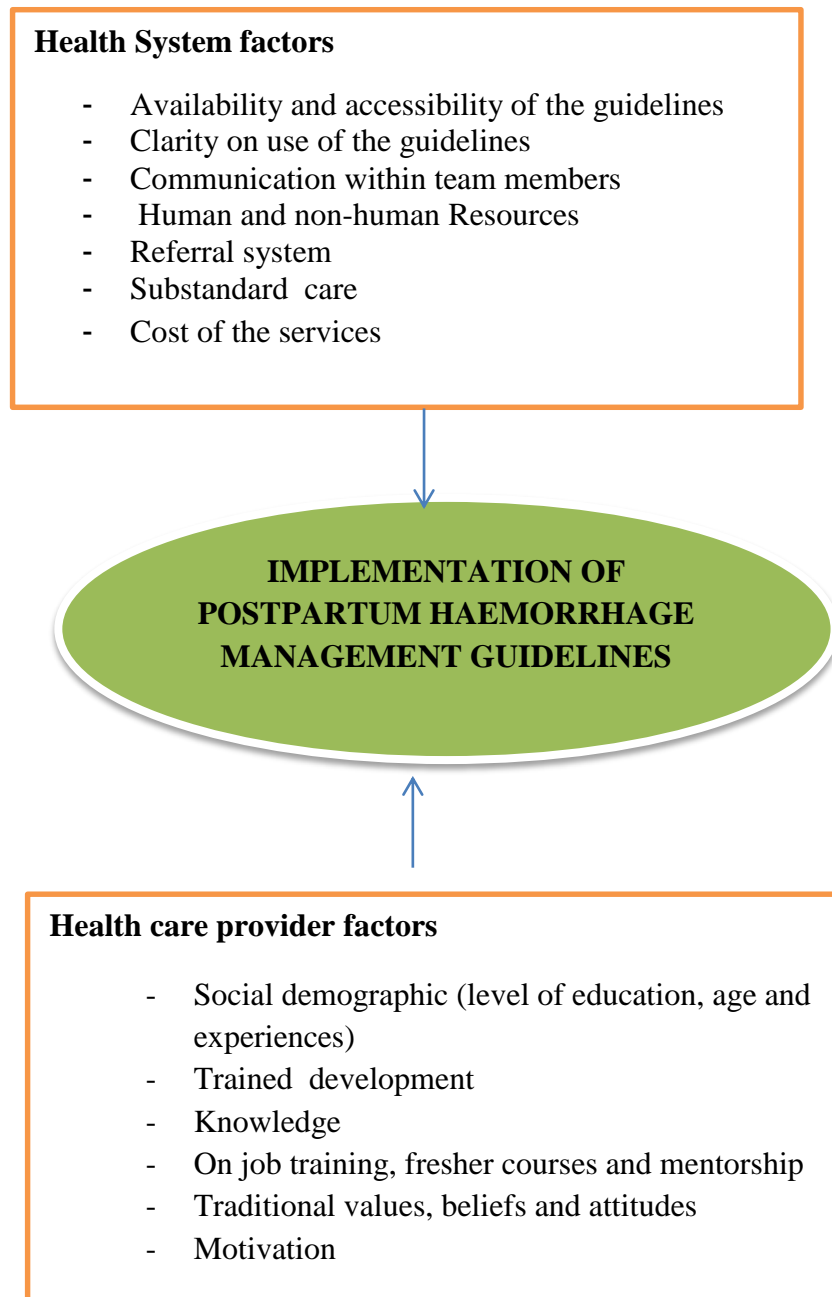 Health System factors
- Availability and accessibility of the guidelines
- Clarity on use of the guidelines
- Communication within team members
- Human and non-human Resources
- Referral system
- Substandard care
- Cost of the services
IMPLEMENTATION OF
POSTPARTUM HAEMORRHAGE
MANAGEMENT GUIDELINES
Health care provider factors
- Social demographic (level of education, age and
experiences)
- Trained development
- Knowledge
- On job training, fresher courses and mentorship
- Traditional values, beliefs and attitudes
- Motivation